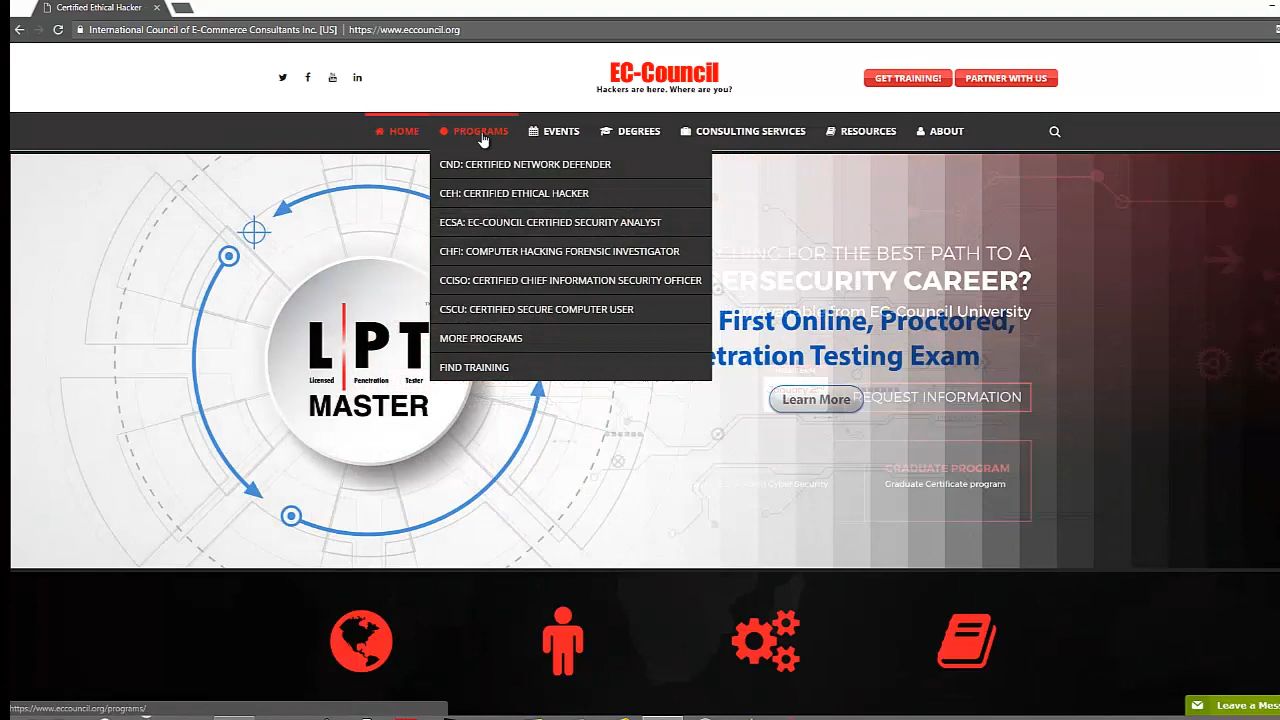 Certified Ethical Hacker
International Council of E-Commerce Consultants Inc. [US] | https://www.eccouncil.org
EC-Council
Hackers are here. Where are you?
GET TRAINING!
PARTNER WITH US
HOME
PROGRAMS
EVENTS
DEGREES
CONSULTING SERVICES
RESOURCES
ABOUT
CND: CERTIFIED NETWORK DEFENDER
CEH: CERTIFIED ETHICAL HACKER
ECSA: EC-COUNCIL CERTIFIED SECURITY ANALYST
CHFI: COMPUTER HACKING FORENSIC INVESTIGATOR
CCISO: CERTIFIED CHIEF INFORMATION SECURITY OFFICER
CSCU: CERTIFIED SECURE COMPUTER USER
MORE PROGRAMS
FIND TRAINING
LPT
Licensed Penetration Tester
MASTER
FOR THE BEST PATH TO A
CAREER?
from EC-Council University
First Online, Proctored,
Testing Exam
Learn More
REQUEST INFORMATION
GRADUATE PROGRAM
Cyber Security
Graduate Certificate program
https://www.eccouncil.org/programs/
Leave a Mes